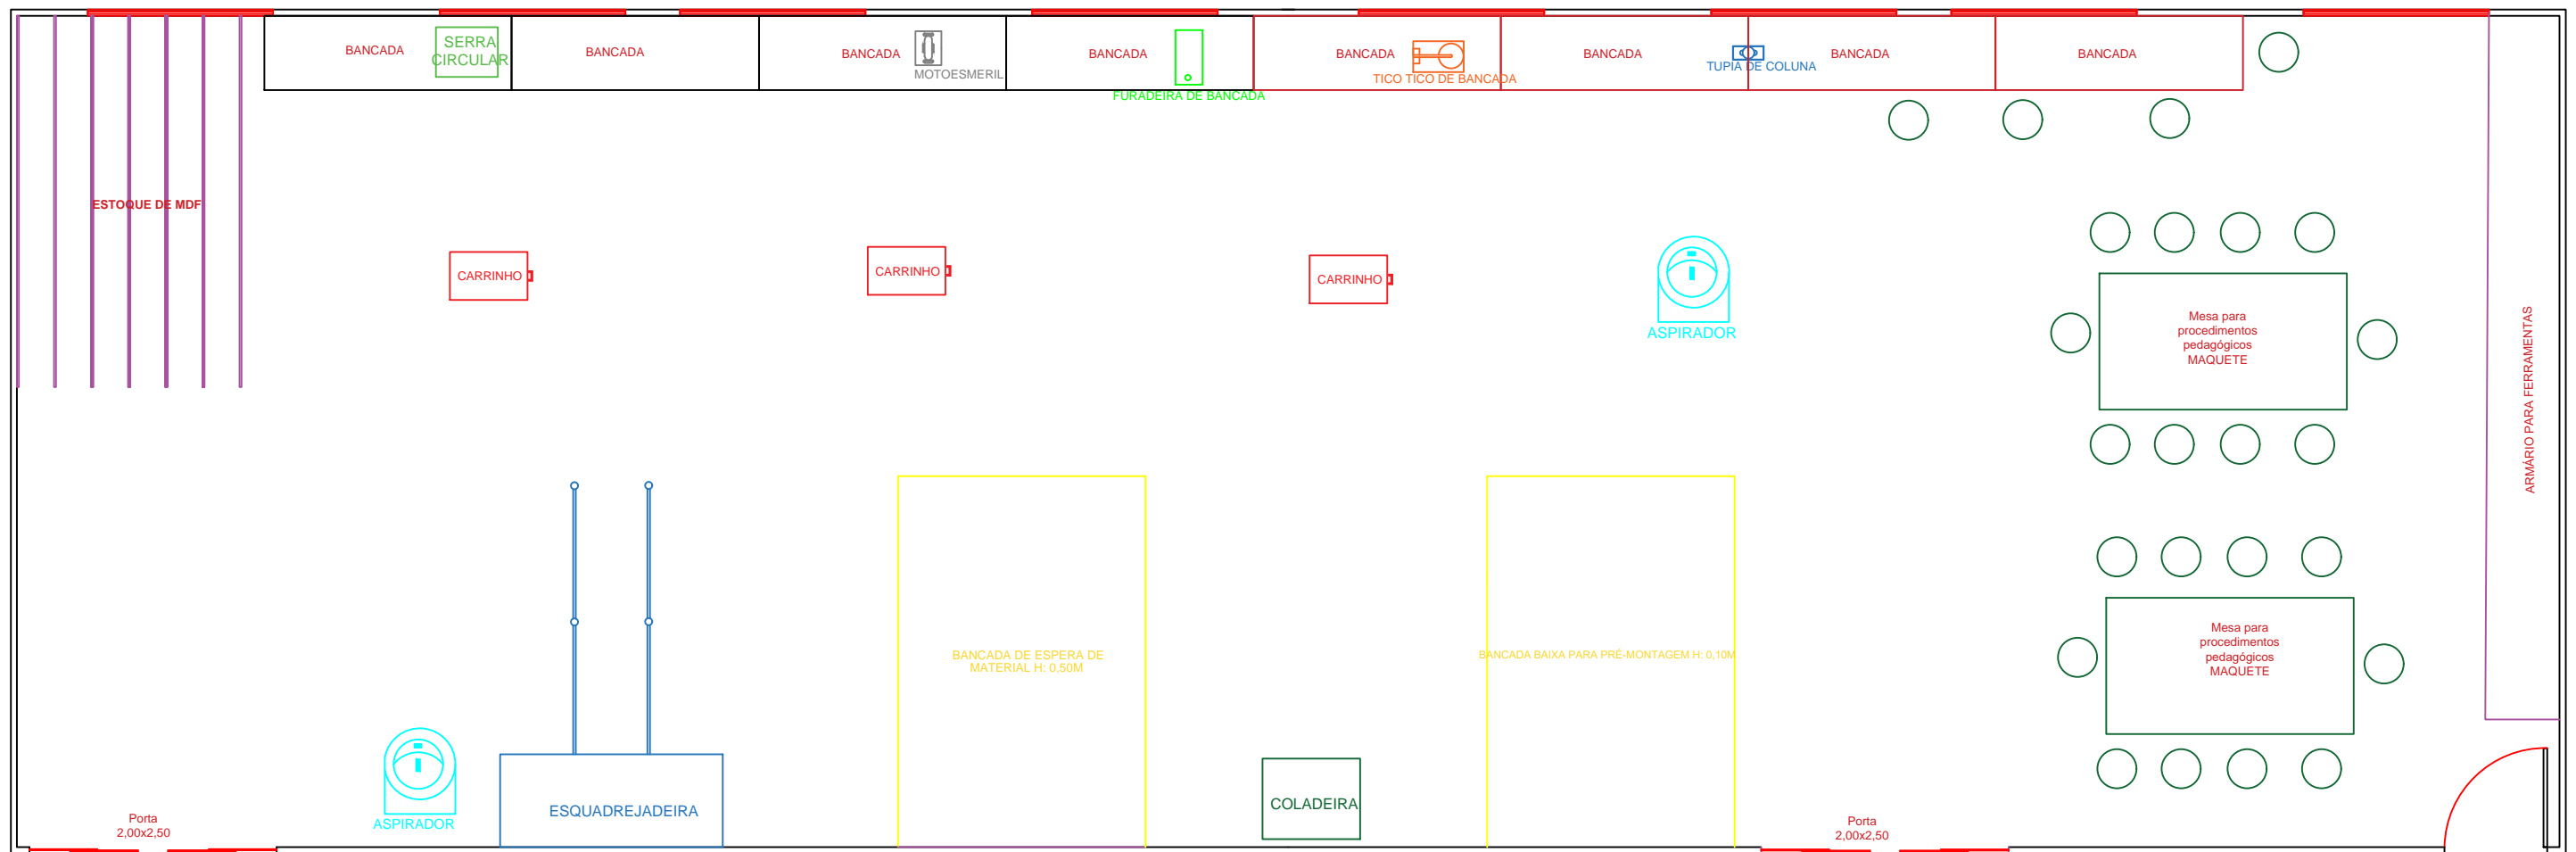 BANCADA
SERRA
CIRCULAR
BANCADA
BANCADA
MOTOESMERIL
BANCADA
FURADEIRA DE BANCADA
BANCADA
TICO TICO DE BANCADA
BANCADA
TUPIA DE COLUNA
BANCADA
BANCADA
ESTOQUE DE MDF
CARRINHO
CARRINHO
CARRINHO
ASPIRADOR
Mesa para
procedimentos
pedagógicos
MAQUETE
ARMÁRIO PARA FERRAMENTAS
BANCADA DE ESPERA DE
MATERIAL H: 0,50M
BANCADA BAIXA PARA PRÉ-MONTAGEM H: 0,10M
Mesa para
procedimentos
pedagógicos
MAQUETE
Porta
2,00x2,50
ASPIRADOR
ESQUADREJADEIRA
COLADEIRA
Porta
2,00x2,50